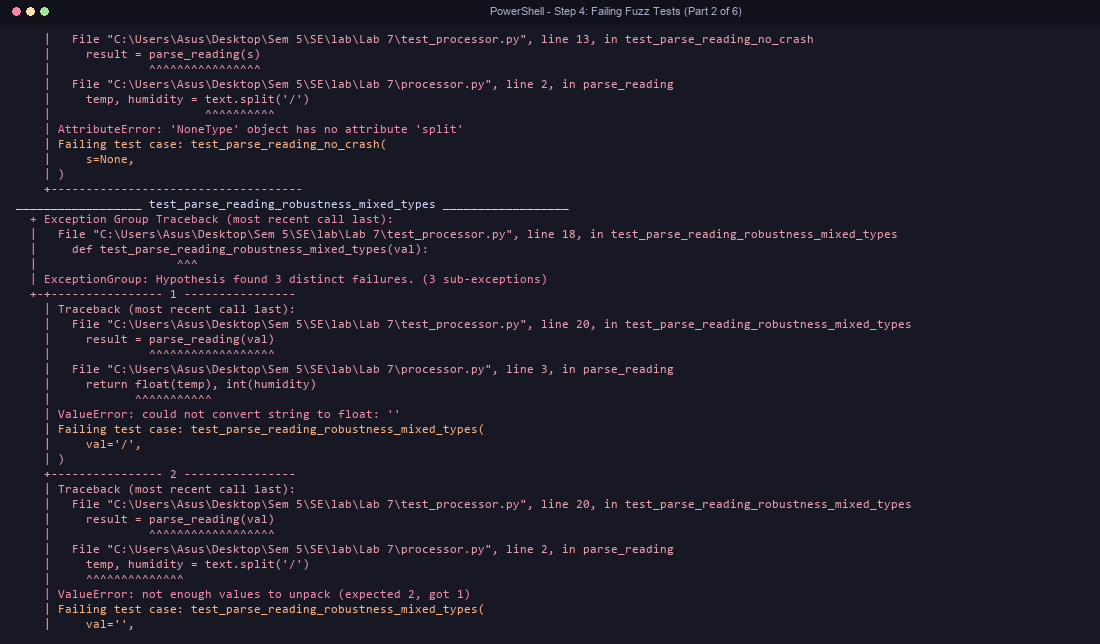 PowerShell - Step 4: Failing Fuzz Tests (Part 2 of 6)
|   File "C:\Users\Asus\Desktop\Sem 5\SE\lab\Lab 7\test_processor.py", line 13, in test_parse_reading_no_crash
|     result = parse_reading(s)
|              ^^^^^^^^^^^^^^^^
|   File "C:\Users\Asus\Desktop\Sem 5\SE\lab\Lab 7\processor.py", line 2, in parse_reading
|     temp, humidity = text.split('/')
|                      ^^^^^^^^^^
| AttributeError: 'NoneType' object has no attribute 'split'
| Failing test case: test_parse_reading_no_crash(
|     s=None,
| )
+------------------------------------
__________________ test_parse_reading_robustness_mixed_types __________________
+ Exception Group Traceback (most recent call last):
|   File "C:\Users\Asus\Desktop\Sem 5\SE\lab\Lab 7\test_processor.py", line 18, in test_parse_reading_robustness_mixed_types
|     def test_parse_reading_robustness_mixed_types(val):
|                    ^^^
| ExceptionGroup: Hypothesis found 3 distinct failures. (3 sub-exceptions)
+-+---------------- 1 ----------------
| Traceback (most recent call last):
|   File "C:\Users\Asus\Desktop\Sem 5\SE\lab\Lab 7\test_processor.py", line 20, in test_parse_reading_robustness_mixed_types
|     result = parse_reading(val)
|              ^^^^^^^^^^^^^^^^^^
|   File "C:\Users\Asus\Desktop\Sem 5\SE\lab\Lab 7\processor.py", line 3, in parse_reading
|     return float(temp), int(humidity)
|            ^^^^^^^^^^^
| ValueError: could not convert string to float: ''
| Failing test case: test_parse_reading_robustness_mixed_types(
|     val='/',
| )
+---------------- 2 ----------------
| Traceback (most recent call last):
|   File "C:\Users\Asus\Desktop\Sem 5\SE\lab\Lab 7\test_processor.py", line 20, in test_parse_reading_robustness_mixed_types
|     result = parse_reading(val)
|              ^^^^^^^^^^^^^^^^^^
|   File "C:\Users\Asus\Desktop\Sem 5\SE\lab\Lab 7\processor.py", line 2, in parse_reading
|     temp, humidity = text.split('/')
|     ^^^^^^^^^^^^^^
| ValueError: not enough values to unpack (expected 2, got 1)
| Failing test case: test_parse_reading_robustness_mixed_types(
|     val='',